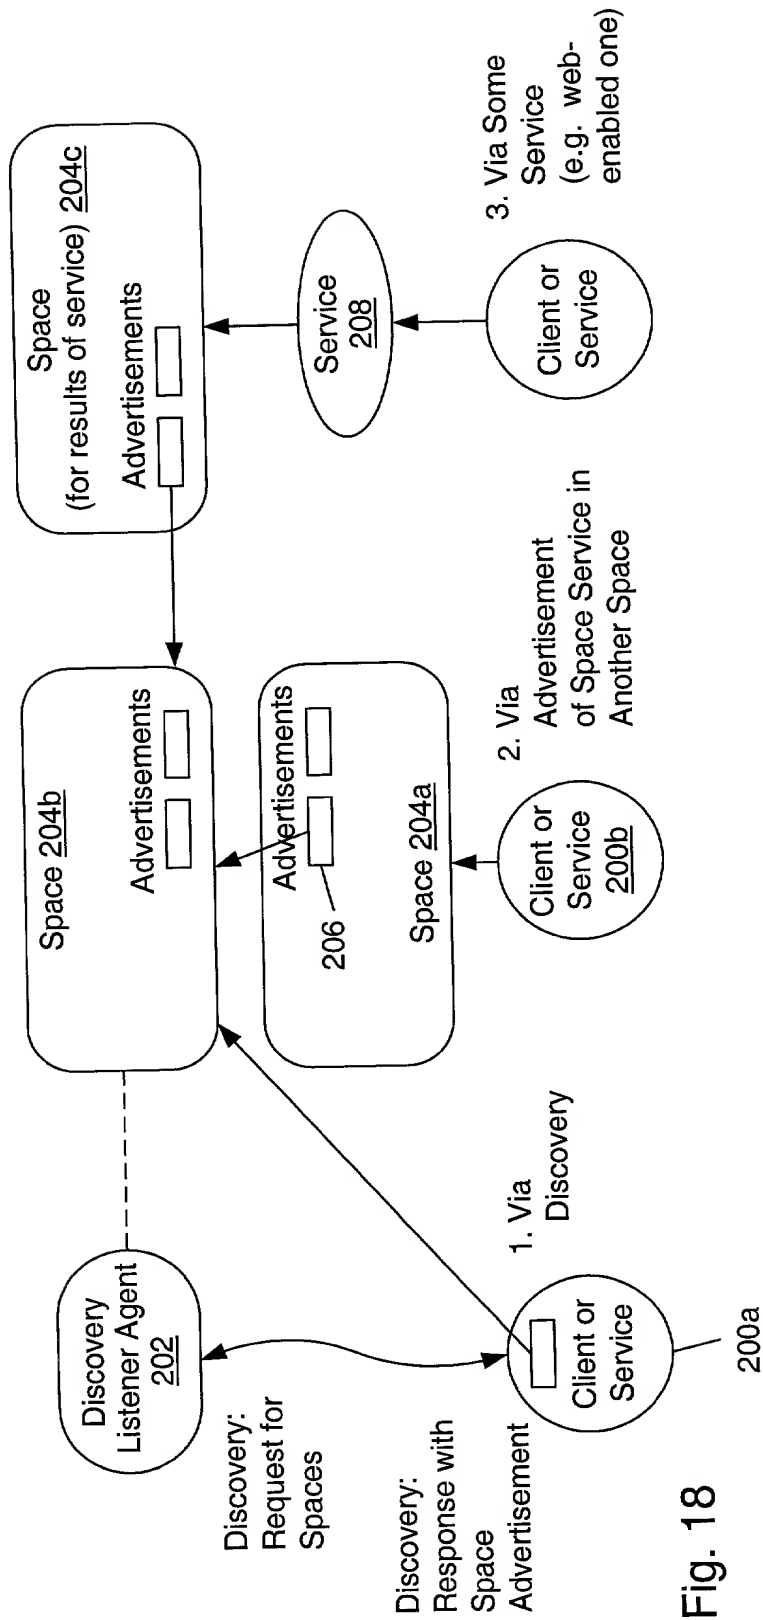 Discovery
Listener Agent
202
Discovery:
Request for
Spaces
Discovery:
Response with
Space
Advertisement
Client or
Service
200a
1. Via
Discovery
Space 204b
Advertisements
Advertisements
206
Space 204a
Client or
Service
200b
2. Via
Advertisement
of Space Service in
Another Space
Space
(for results of service) 204c
Advertisements
Service
208
Client or
Service
3. Via Some
Service
(e.g. web-
enabled one)
Fig. 18